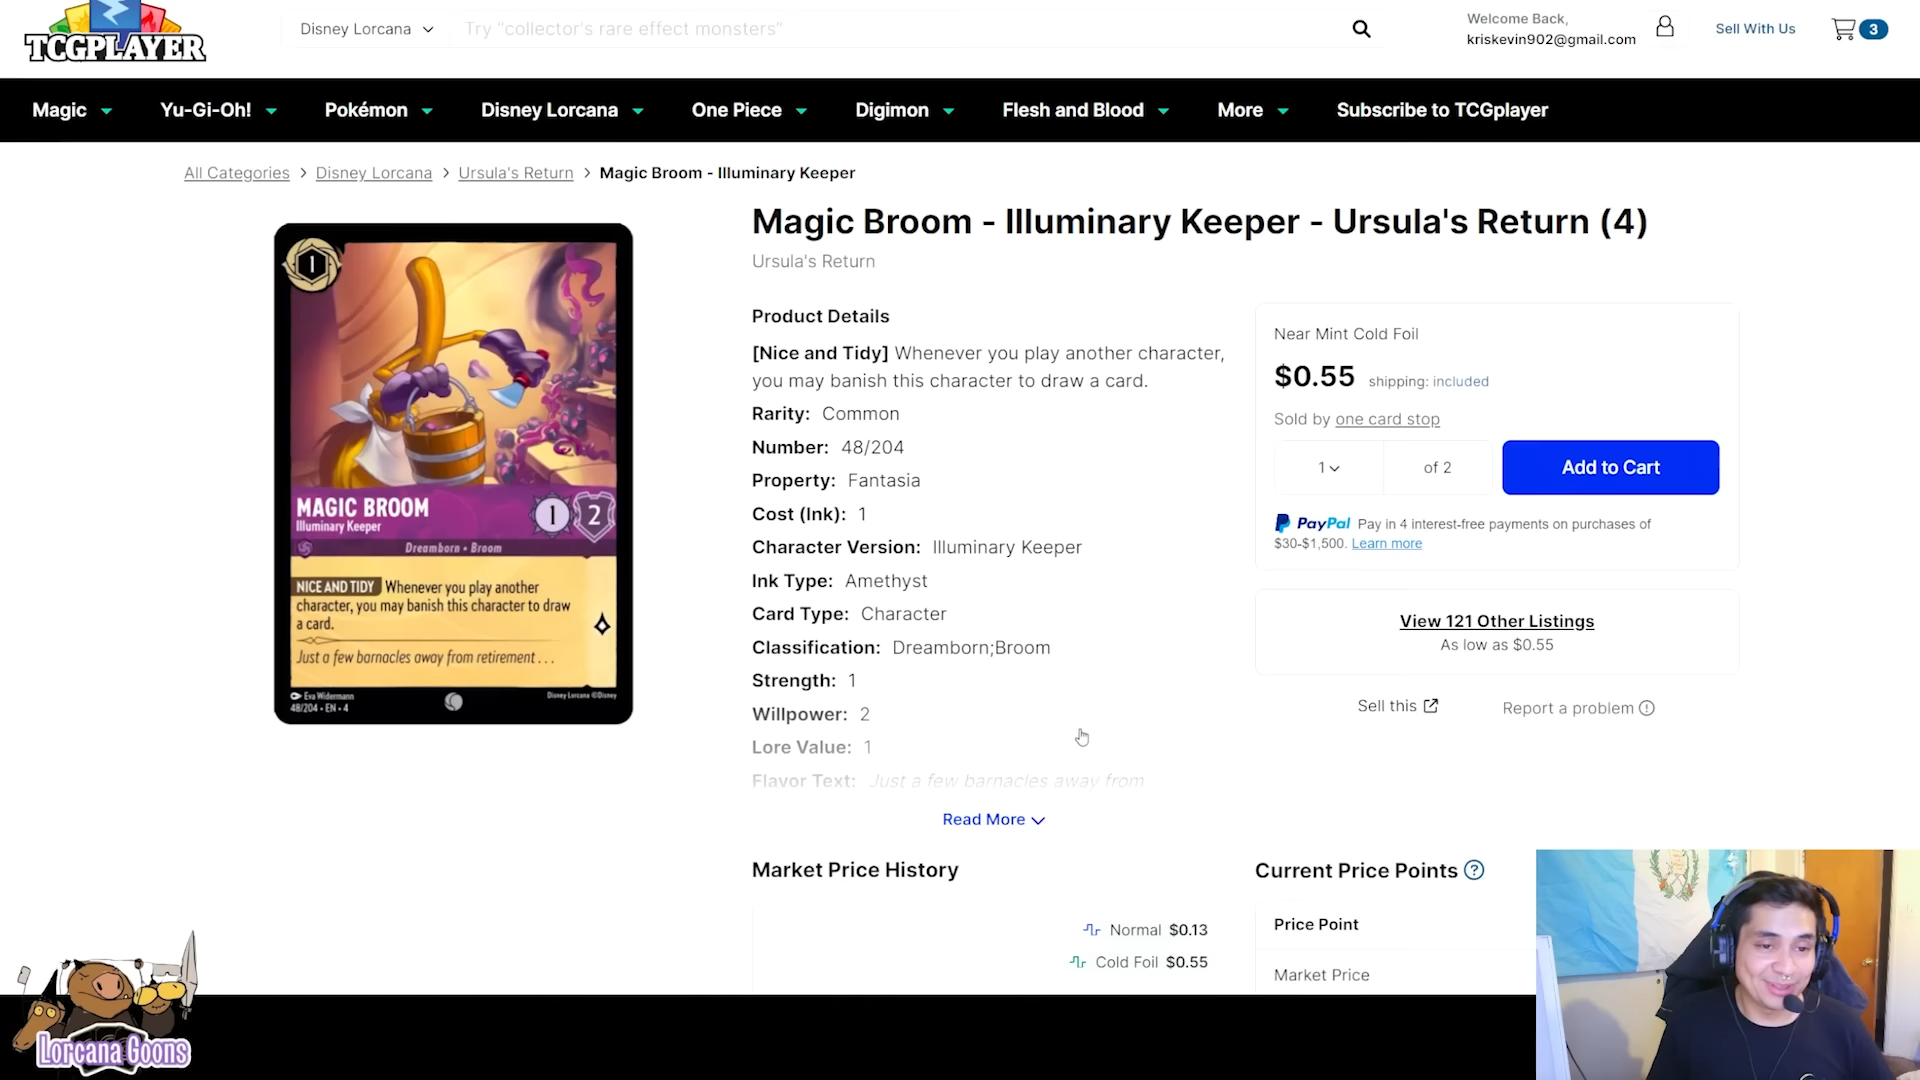 TCGPLAYER
Disney Lorcana
Try "collector's rare effect monsters"
Welcome Back,
kriskevin902@gmail.com
Sell With Us
3
Magic
Yu-Gi-Oh!
Pokémon
Disney Lorcana
One Piece
Digimon
Flesh and Blood
More
Subscribe to TCGplayer
All Categories > Disney Lorcana > Ursula's Return > Magic Broom - Illuminary Keeper
1
MAGIC BROOM
Illuminary Keeper
1 2
Dreamborn • Broom
NICE AND TIDY Whenever you play another
character, you may banish this character to draw
a card.
Just a few barnacles away from retirement . . .
Eva Widermann
48/204 • EN • 4
Disney Lorcana ©Disney
Magic Broom - Illuminary Keeper - Ursula's Return (4)
Ursula's Return
Product Details
[Nice and Tidy] Whenever you play another character,
you may banish this character to draw a card.
Rarity: Common
Number: 48/204
Property: Fantasia
Cost (Ink): 1
Character Version: Illuminary Keeper
Ink Type: Amethyst
Card Type: Character
Classification: Dreamborn;Broom
Strength: 1
Willpower: 2
Lore Value: 1
Flavor Text: Just a few barnacles away from
Read More
Near Mint Cold Foil
$0.55 shipping: included
Sold by one card stop
1 of 2
Add to Cart
PayPal Pay in 4 interest-free payments on purchases of
$30-$1,500. Learn more
View 121 Other Listings
As low as $0.55
Sell this
Report a problem
Market Price History
Normal $0.13
Cold Foil $0.55
Current Price Points
Price Point
Market Price
Lorcana Goons